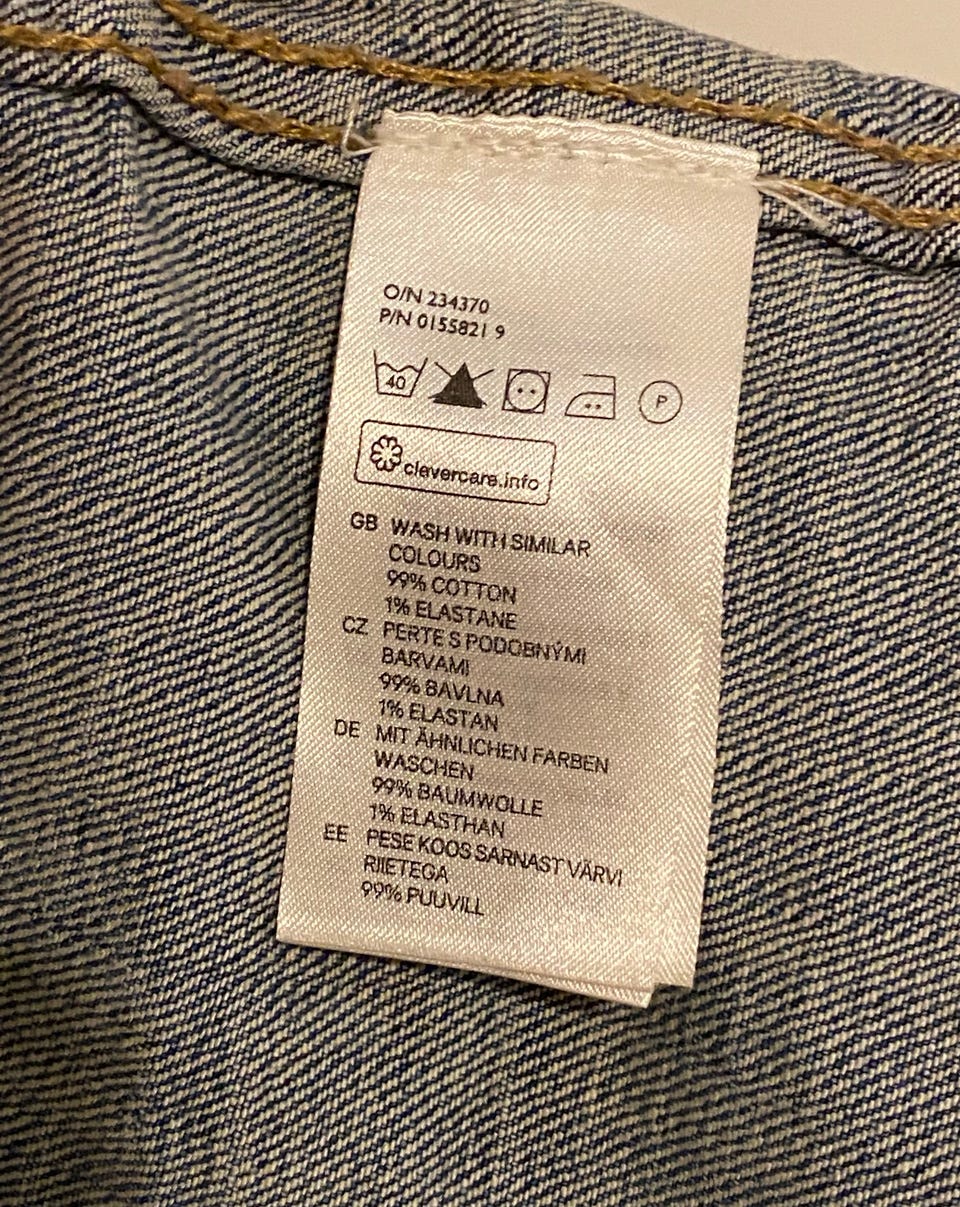 O/N 234370
P/N 0155821 9
40
P
clevercare.info
GB WASH WITH SIMILAR
COLOURS
99% COTTON
1% ELASTANE
CZ PERTE S PODOBNÝMI
BARVAMI
99% BAVLNA
1% ELASTAN
DE MIT ÄHNLICHEN FARBEN
WASCHEN
99% BAUMWOLLE
1% ELASTHAN
EE PESE KOOS SARNAST VÄRVI
RIIETEGA
99% PUUVILL